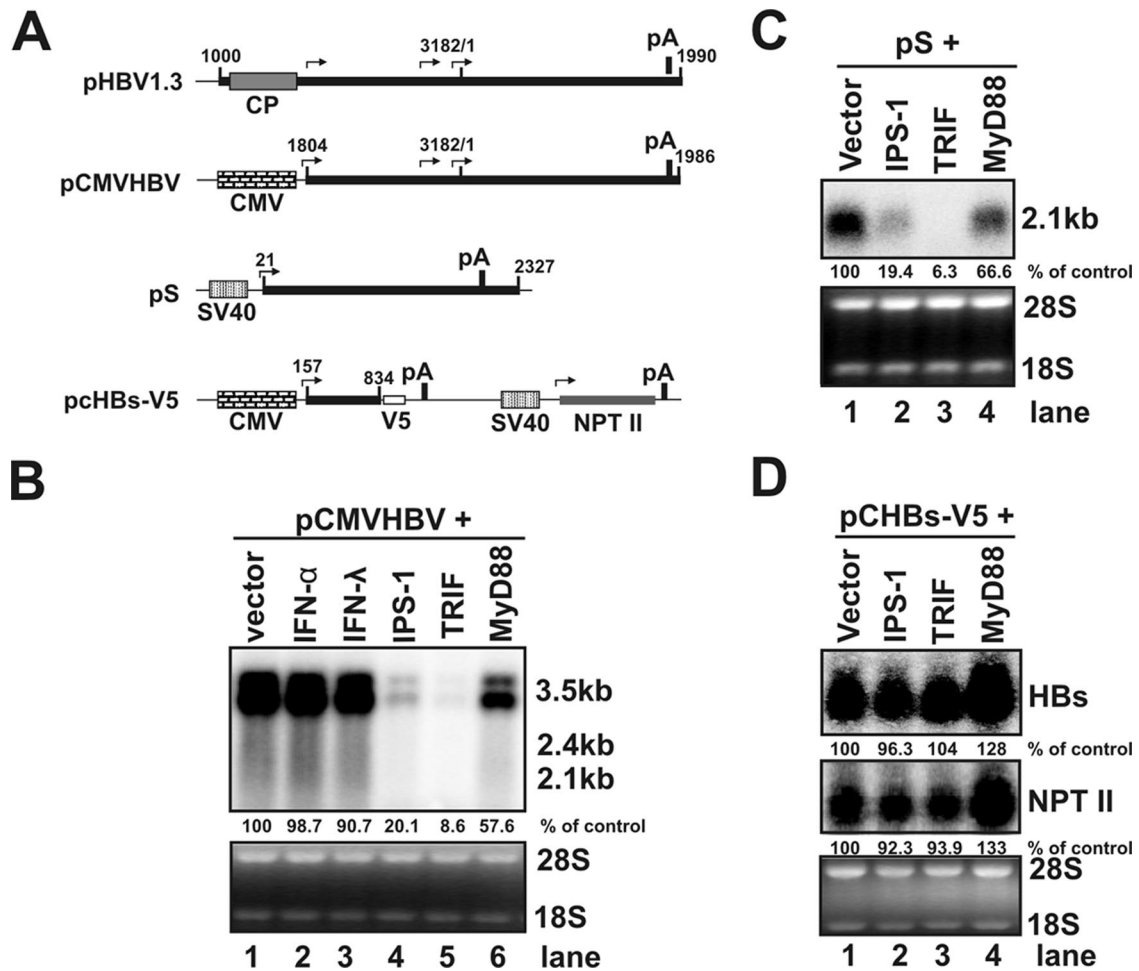 A
1000
3182/1
pA
1990
pHBV1.3
CP
1804
3182/1
pA
1986
pCMVHBV
CMV
21
pA
2327
pS
SV40
157
834
pA
pA
pcHBs-V5
CMV
V5
SV40
NPT II
B
pCMVHBV +
vector
IFN-α
IFN-λ
IPS-1
TRIF
MyD88
3.5kb
2.4kb
2.1kb
100 98.7 90.7 20.1 8.6 57.6 % of control
28S
18S
1 2 3 4 5 6 lane
C
pS +
Vector
IPS-1
TRIF
MyD88
2.1kb
100 19.4 6.3 66.6 % of control
28S
18S
1 2 3 4 lane
D
pCHBs-V5 +
Vector
IPS-1
TRIF
MyD88
HBs
100 96.3 104 128 % of control
NPT II
100 92.3 93.9 133 % of control
28S
18S
1 2 3 4 lane